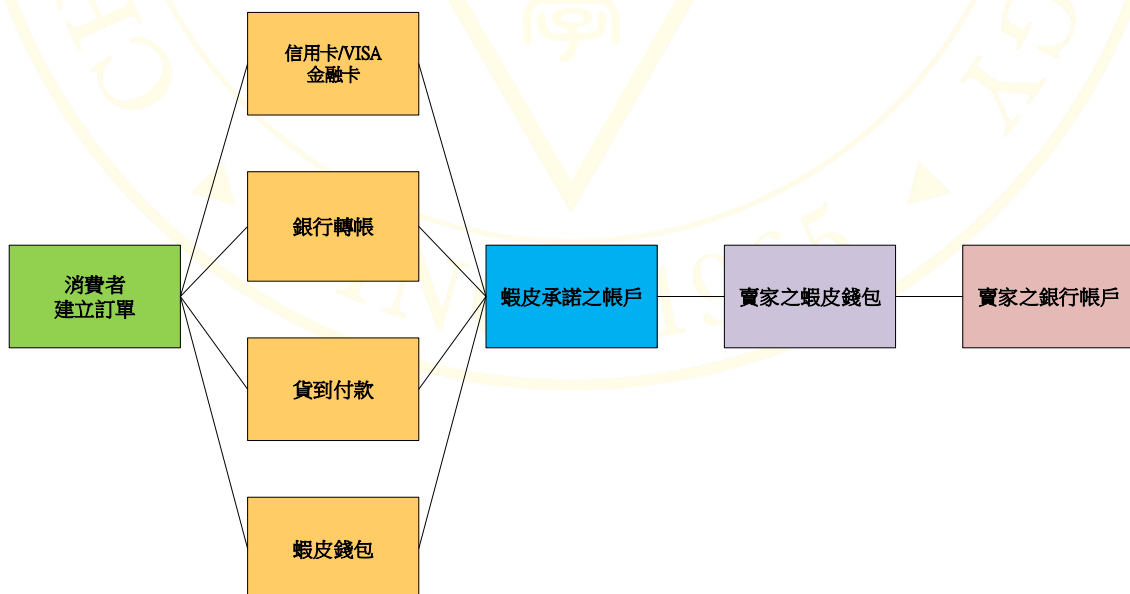 信用卡/VISA
金融卡
銀行轉帳
消費者
建立訂單
蝦皮承諾之帳戶
賣家之蝦皮錢包
賣家之銀行帳戶
貨到付款
蝦皮錢包